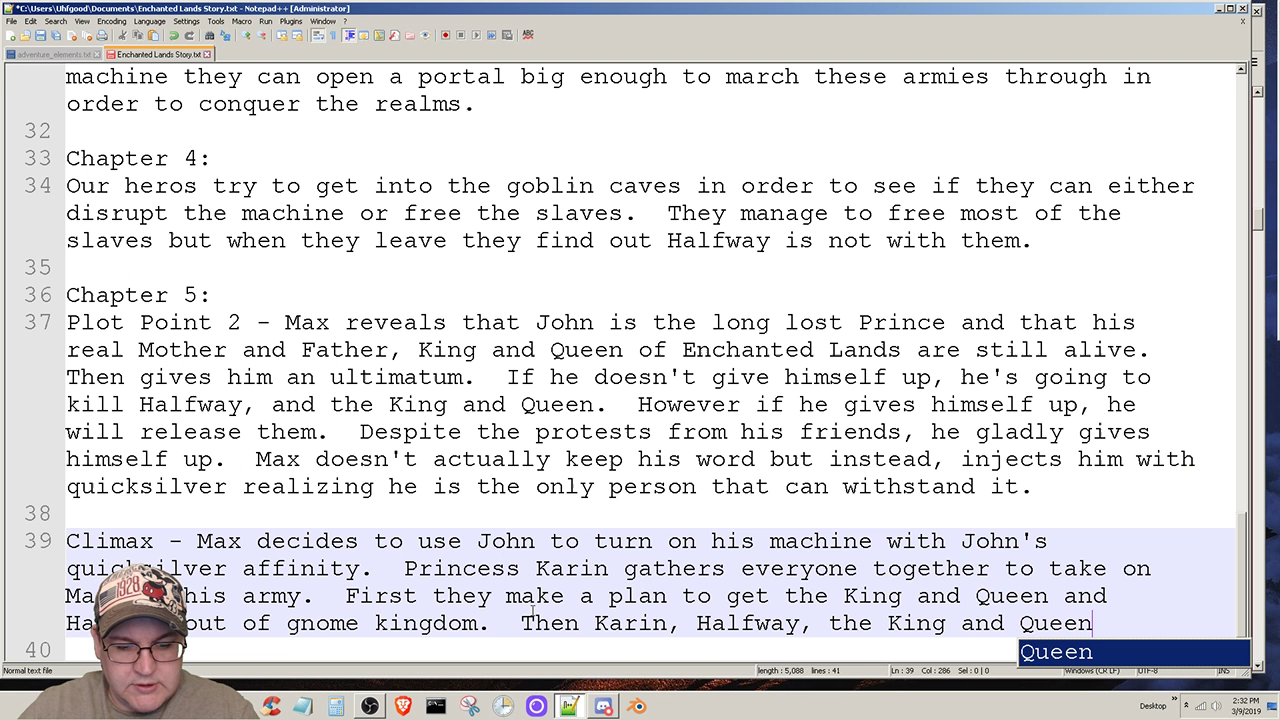 *C:\Users\Uhfgood\Documents\Enchanted Lands Story.txt - Notepad++ [Administrator]
File Edit Search View Encoding Language Settings Tools Macro Run Plugins Window ?
X
adventure_elements.txt Enchanted Lands Story.txt
machine they can open a portal big enough to march these armies through in
order to conquer the realms.
32
33 Chapter 4:
34 Our heros try to get into the goblin caves in order to see if they can either
disrupt the machine or free the slaves. They manage to free most of the
slaves but when they leave they find out Halfway is not with them.
35
36 Chapter 5:
37 Plot Point 2 - Max reveals that John is the long lost Prince and that his
real Mother and Father, King and Queen of Enchanted Lands are still alive.
Then gives him an ultimatum. If he doesn't give himself up, he's going to
kill Halfway, and the King and Queen. However if he gives himself up, he
will release them. Despite the protests from his friends, he gladly gives
himself up. Max doesn't actually keep his word but instead, injects him with
quicksilver realizing he is the only person that can withstand it.
38
39 Climax - Max decides to use John to turn on his machine with John's
quicksilver affinity. Princess Karin gathers everyone together to take on
his army. First they make a plan to get the King and Queen and
out of gnome kingdom. Then Karin, Halfway, the King and Queen
40
Queen
Normal text file length : 5,088 lines : 41 Ln : 39 Col : 286 Sel : 0 | 0 Windows (CR LF) UTF-8 INS
1928
Desktop
2:32 PM
3/9/2019